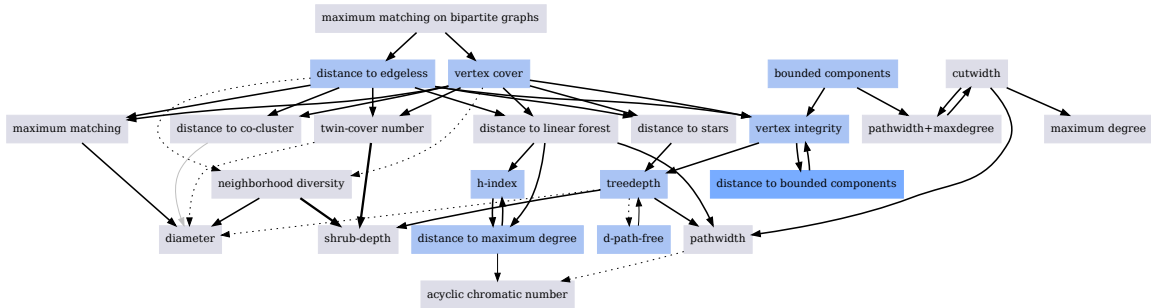 maximum matching on bipartite graphs
distance to edgeless
vertex cover
bounded components
cutwidth
maximum matching
distance to co-cluster
twin-cover number
distance to linear forest
distance to stars
vertex integrity
pathwidth+maxdegree
maximum degree
neighborhood diversity
h-index
treedepth
distance to bounded components
diameter
shrub-depth
distance to maximum degree
d-path-free
pathwidth
acyclic chromatic number